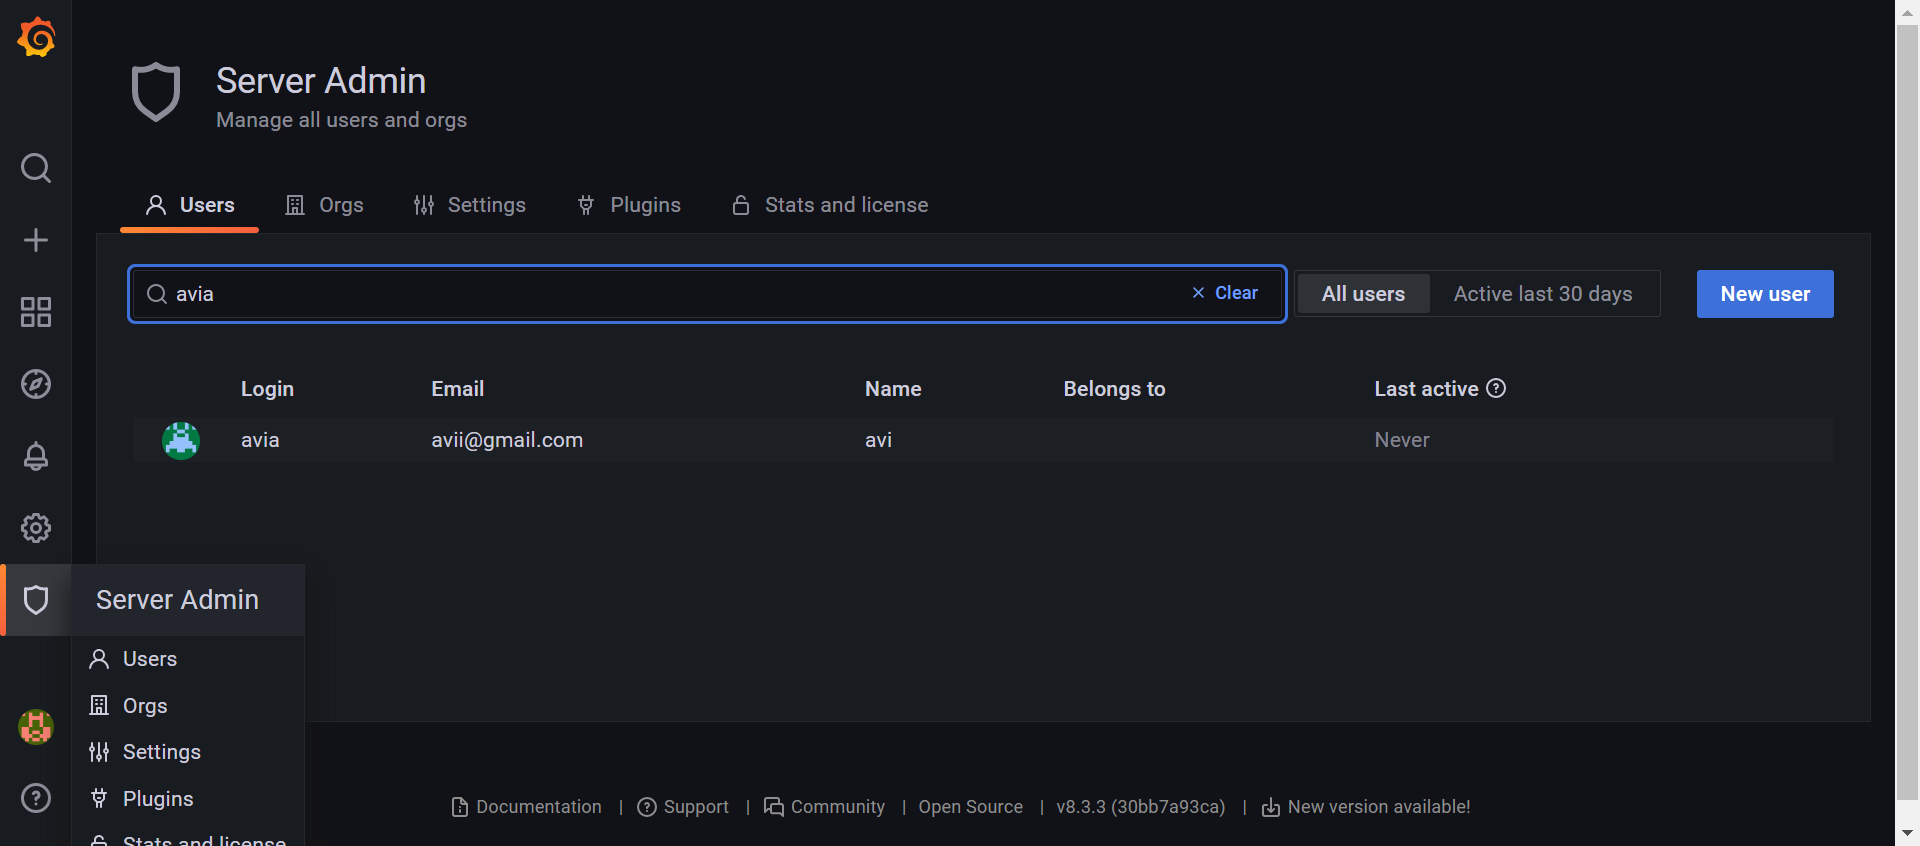 Server Admin
Manage all users and orgs
Users Orgs Settings Plugins Stats and license
avia Clear All users Active last 30 days New user
Login Email Name Belongs to Last active
avia avii@gmail.com avi Never
Server Admin
Users
Orgs
Settings
Plugins
Stats and license
Documentation | Support | Community | Open Source | v8.3.3 (30bb7a93ca) | New version available!